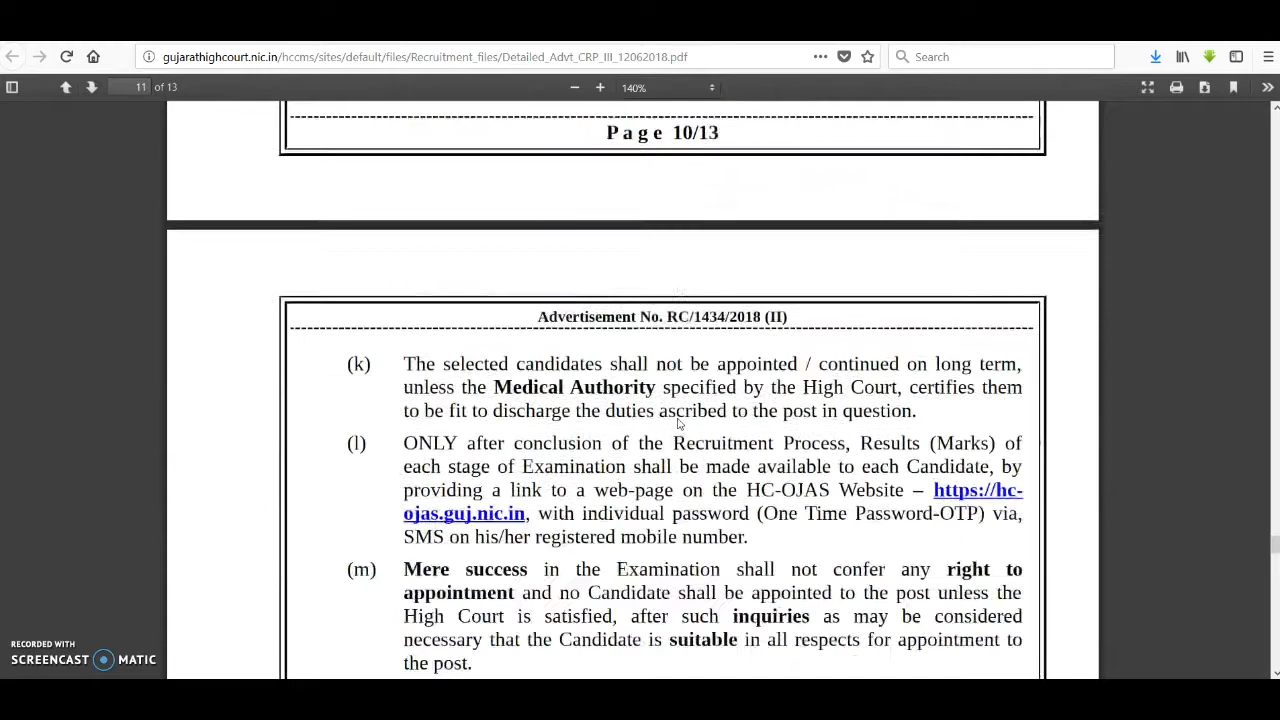 gujarathighcourt.nic.in/hccms/sites/default/files/Recruitment_files/Detailed_Advt_CRP_III_12062018.pdf
Search
11 of 13
140%
Page 10/13
Advertisement No. RC/1434/2018 (II)
(k) The selected candidates shall not be appointed / continued on long term,
unless the Medical Authority specified by the High Court, certifies them
to be fit to discharge the duties ascribed to the post in question.
(l) ONLY after conclusion of the Recruitment Process, Results (Marks) of
each stage of Examination shall be made available to each Candidate, by
providing a link to a web-page on the HC-OJAS Website – https://hc-
ojas.guj.nic.in, with individual password (One Time Password-OTP) via,
SMS on his/her registered mobile number.
(m) Mere success in the Examination shall not confer any right to
appointment and no Candidate shall be appointed to the post unless the
High Court is satisfied, after such inquiries as may be considered
necessary that the Candidate is suitable in all respects for appointment to
the post.
RECORDED WITH
SCREENCAST MATIC